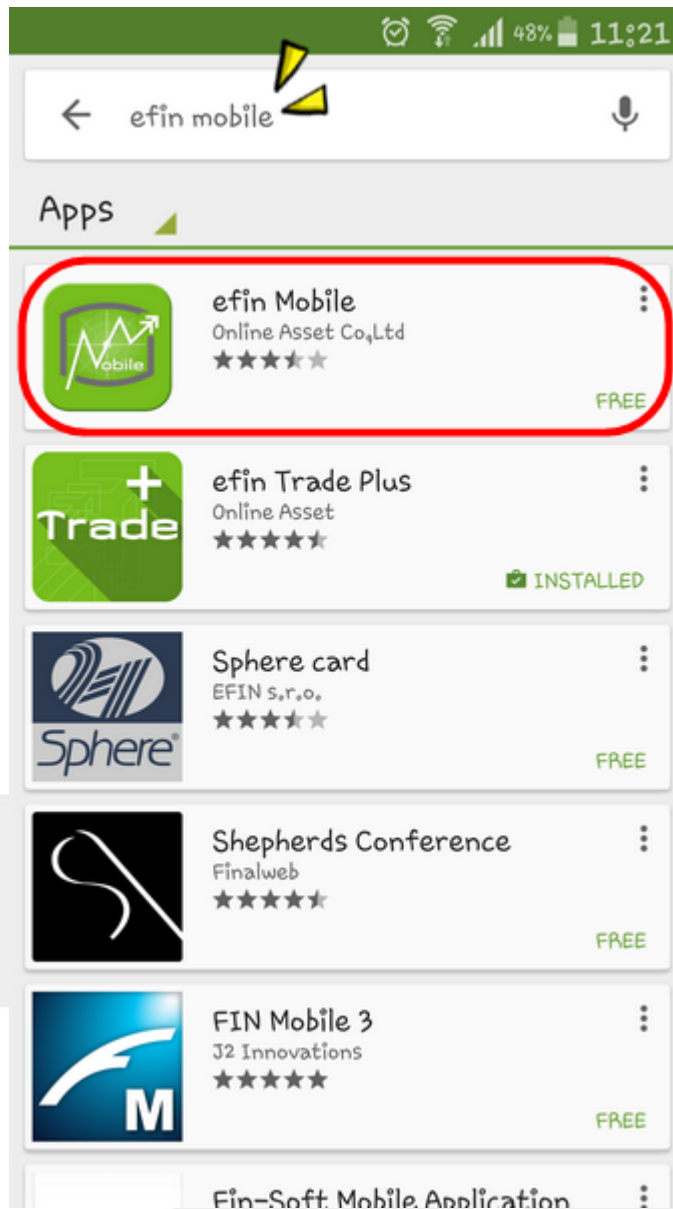 48% 11:21
efin mobile
Apps
efin Mobile
Online Asset Co,Ltd
Mobile
FREE
efin Trade Plus
Online Asset
+
Trade
INSTALLED
Sphere card
EFIN s.r.o.
Sphere
FREE
Shepherds Conference
Finalweb
FREE
FIN Mobile 3
J2 Innovations
M
FREE
Fin-Soft Mobile Application